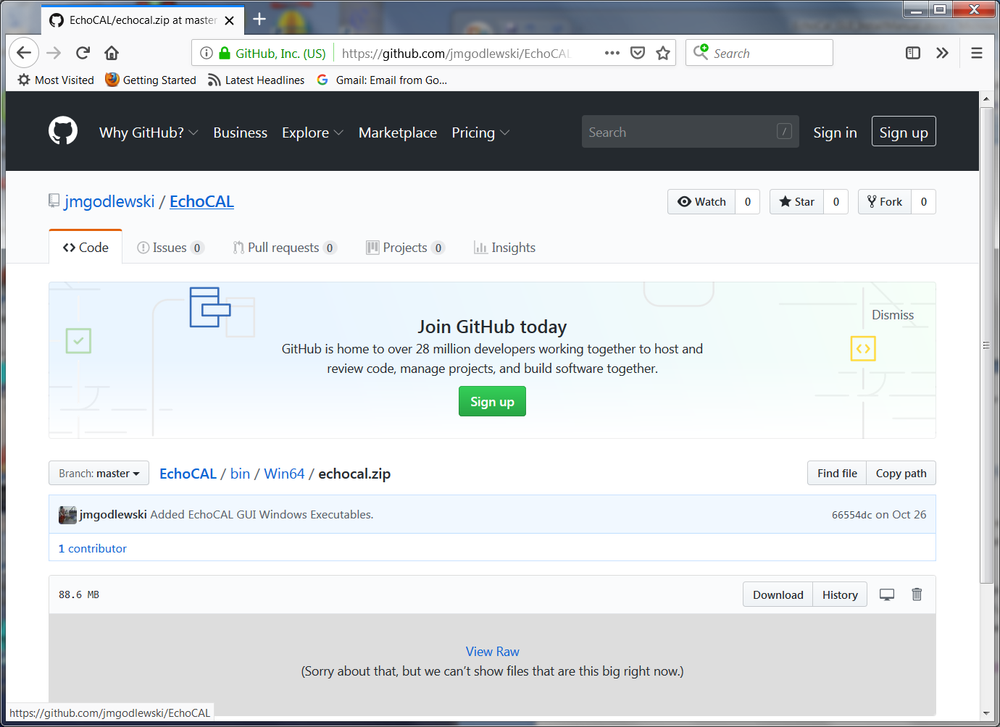 EchoCAL/echocal.zip at master
GitHub, Inc. (US) https://github.com/jmgodlewski/EchoCAL
Search
Most Visited Getting Started Latest Headlines Gmail: Email from Go...
Why GitHub? Business Explore Marketplace Pricing Search / Sign in Sign up
jmgodlewski / EchoCAL Watch 0 Star 0 Fork 0
Code Issues 0 Pull requests 0 Projects 0 Insights
Dismiss
Join GitHub today
GitHub is home to over 28 million developers working together to host and
review code, manage projects, and build software together.
Sign up
Branch: master EchoCAL / bin / Win64 / echocal.zip Find file Copy path
jmgodlewski Added EchoCAL GUI Windows Executables. 66554dc on Oct 26
1 contributor
88.6 MB Download History
View Raw
(Sorry about that, but we can't show files that are this big right now.)
https://github.com/jmgodlewski/EchoCAL